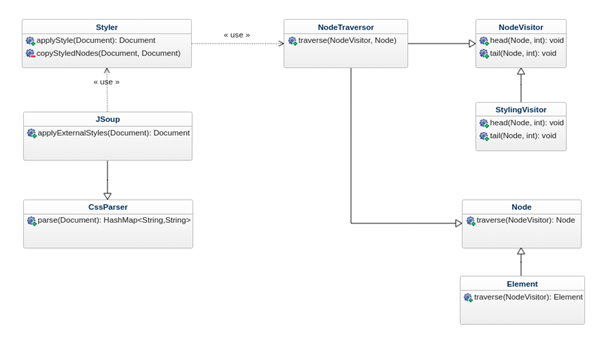 Styler
applyStyle(Document): Document
copyStyledNodes(Document, Document)
« use »
NodeTraversor
traverse(NodeVisitor, Node)
NodeVisitor
head(Node, int): void
tail(Node, int): void
« use »
StylingVisitor
head(Node, int): void
tail(Node, int): void
JSoup
applyExternalStyles(Document): Document
CssParser
parse(Document): HashMap<String,String>
Node
traverse(NodeVisitor): Node
Element
traverse(NodeVisitor): Element